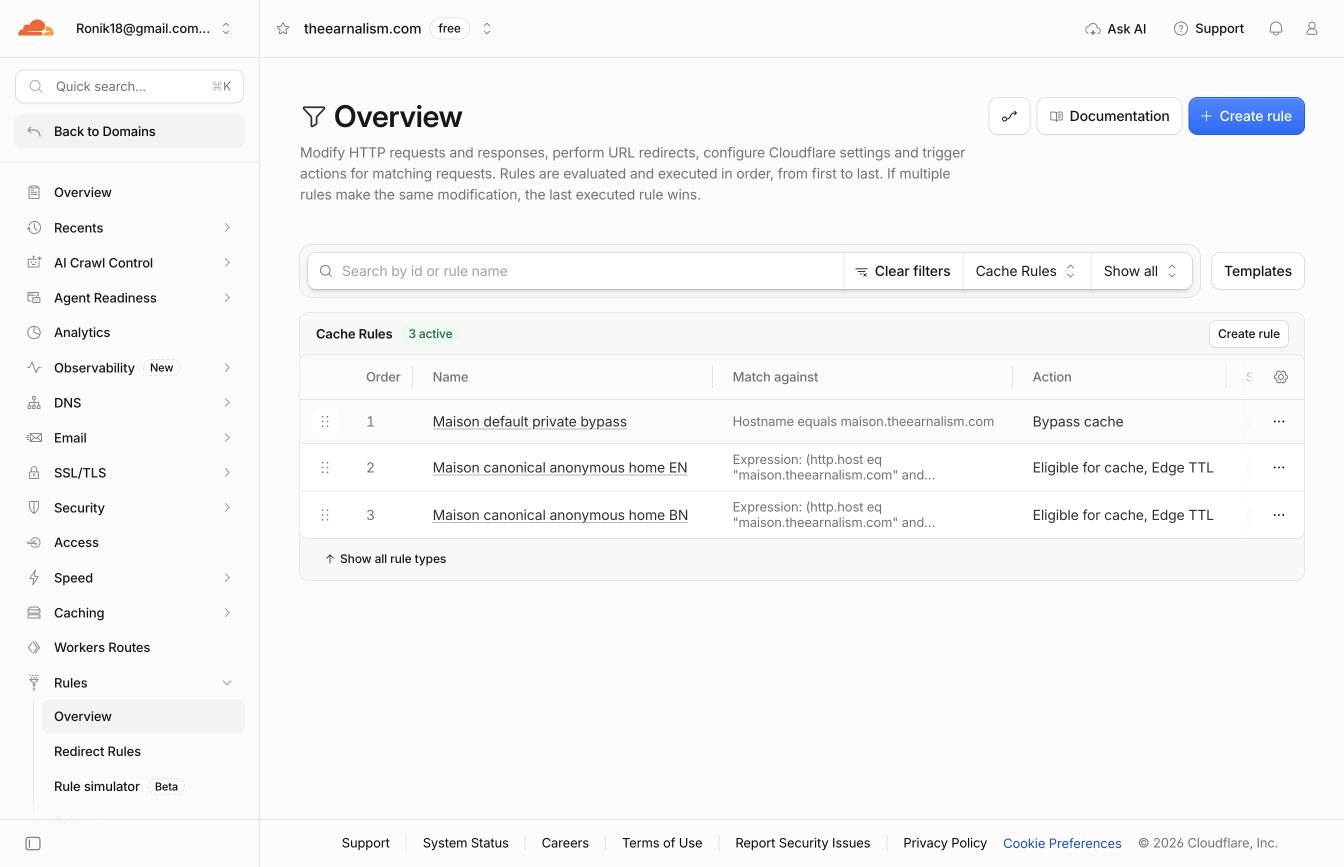 Ronik18@gmail.com...
theearnalism.com
free
Ask AI
Support
Quick search...
⌘K
Back to Domains
Overview
Recents
AI Crawl Control
Agent Readiness
Analytics
Observability New
DNS
Email
SSL/TLS
Security
Access
Speed
Caching
Workers Routes
Rules
Overview
Redirect Rules
Rule simulator Beta
Overview
Documentation
+ Create rule
Modify HTTP requests and responses, perform URL redirects, configure Cloudflare settings and trigger
actions for matching requests. Rules are evaluated and executed in order, from first to last. If multiple
rules make the same modification, the last executed rule wins.
Search by id or rule name
Clear filters
Cache Rules
Show all
Templates
Cache Rules 3 active
Create rule
Order Name Match against Action S
1 Maison default private bypass Hostname equals maison.theearnalism.com Bypass cache ...
2 Maison canonical anonymous home EN Expression: (http.host eq
"maison.theearnalism.com" and... Eligible for cache, Edge TTL ...
3 Maison canonical anonymous home BN Expression: (http.host eq
"maison.theearnalism.com" and... Eligible for cache, Edge TTL ...
↑ Show all rule types
Support System Status Careers Terms of Use Report Security Issues Privacy Policy Cookie Preferences © 2026 Cloudflare, Inc.